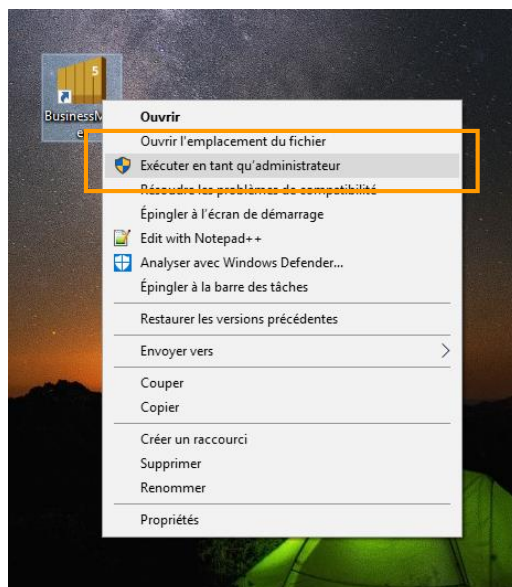 5
BusinessM
e
Ouvrir
Ouvrir l'emplacement du fichier
Exécuter en tant qu'administrateur
Résoudre les problèmes de compatibilité
Épingler à l'écran de démarrage
Edit with Notepad++
Analyser avec Windows Defender...
Épingler à la barre des tâches
Restaurer les versions précédentes
Envoyer vers
Couper
Copier
Créer un raccourci
Supprimer
Renommer
Propriétés